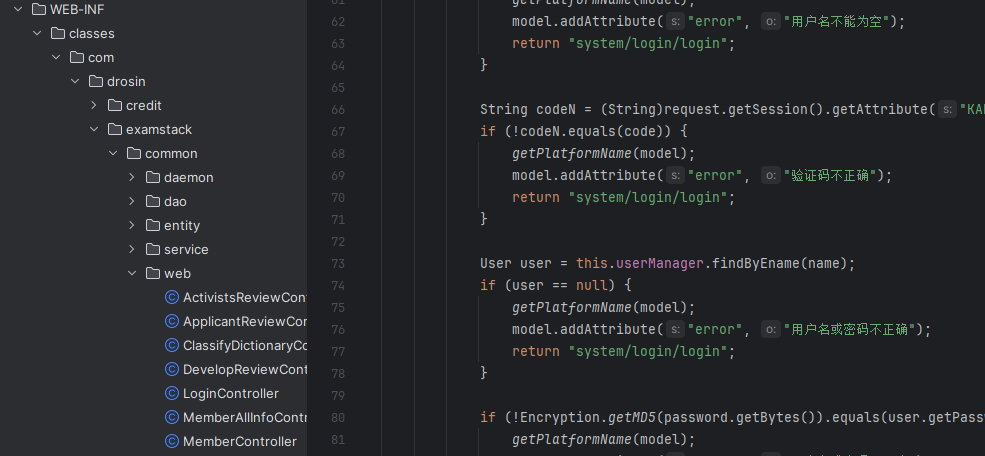 WEB-INF
classes
com
drosin
credit
examstack
common
daemon
dao
entity
service
web
ActivistsReviewCon
ApplicantReviewCor
ClassifyDictionaryCo
DevelopReviewCont
LoginController
MemberAllInfoContr
MemberController
61 getPlatformName(model);
62 model.addAttribute( s: "error", o: "用户名不能为空");
63 return "system/login/login";
64 }
65
66 String codeN = (String)request.getSession().getAttribute( s: "KAP
67 if (!codeN.equals(code)) {
68 getPlatformName(model);
69 model.addAttribute( s: "error", o: "验证码不正确");
70 return "system/login/login";
71 }
72
73 User user = this.userManager.findByEname(name);
74 if (user == null) {
75 getPlatformName(model);
76 model.addAttribute( s: "error", o: "用户名或密码不正确");
77 return "system/login/login";
78 }
79
80 if (!Encryption.getMD5(password.getBytes()).equals(user.getPass
81 getPlatformName(model);